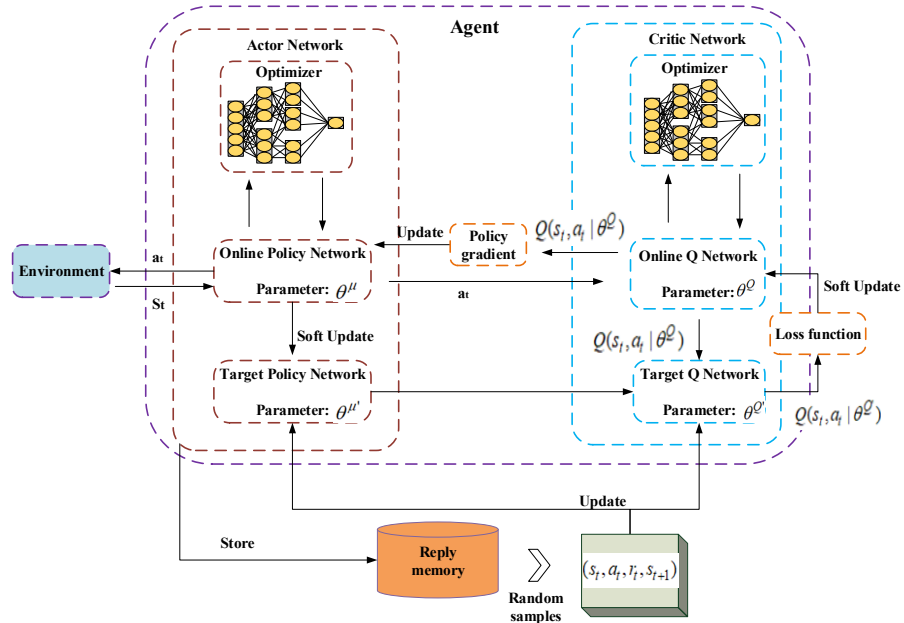 Agent
Actor Network
Critic Network
Optimizer
Optimizer
Update
Policy
gradient
Q(s_t, a_t | θ^Q)
Online Policy Network
Parameter: θ^μ
Online Q Network
Parameter: θ^Q
Environment
a_t
S_t
a_t
Soft Update
Loss function
Soft Update
Q(s_t, a_t | θ^Q)
Target Policy Network
Parameter: θ^μ'
Target Q Network
Parameter: θ^Q'
Q(s_t, a_t | θ^Q')
Update
Store
Reply
memory
Random
samples
(s_t, a_t, r_t, s_{t+1})